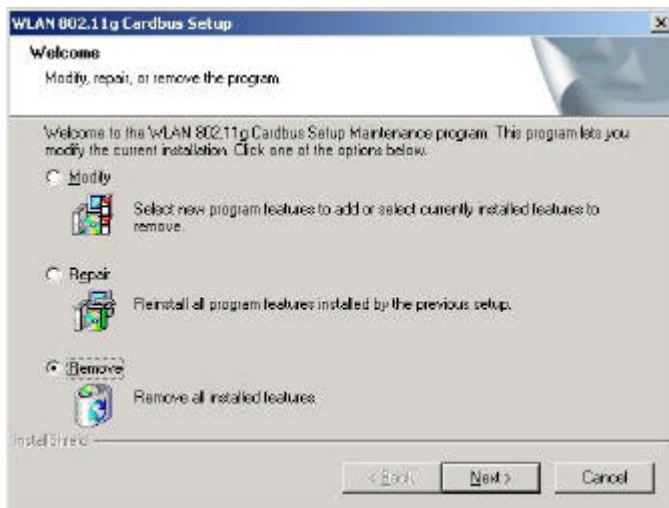 WLAN 802.11g Cardbus Setup
Welcome
Modify, repair, or remove the program.
Welcome to the WLAN 802.11g Cardbus Setup Maintenance program. This program lets you
modify the current installation. Click one of the options below.
Modify
Select new program features to add or select currently installed features to
remove.
Repair
Reinstall all program features installed by the previous setup.
Remove
Remove all installed features.
InstallShield
< Back
Next >
Cancel